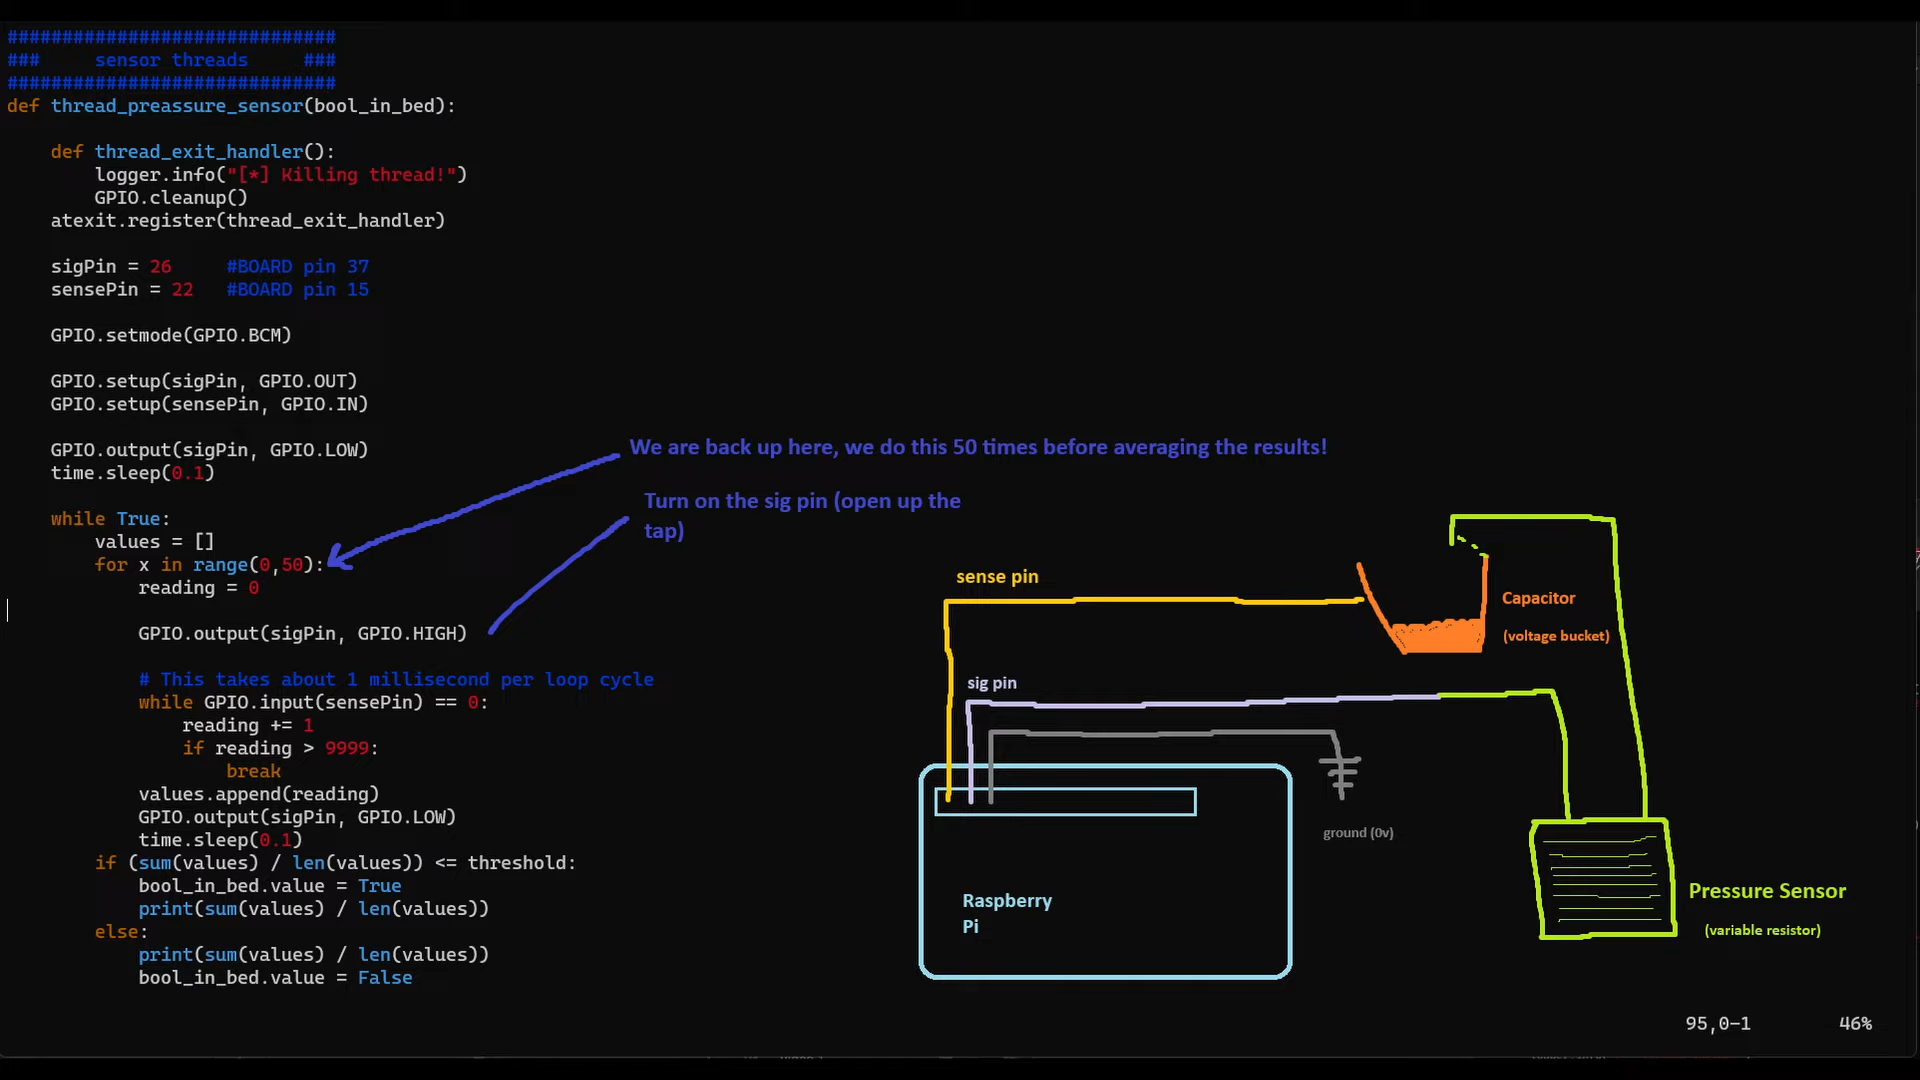 ##############################
###     sensor threads     ###
##############################
def thread_preassure_sensor(bool_in_bed):
    def thread_exit_handler():
        logger.info("[*] Killing thread!")
        GPIO.cleanup()
    atexit.register(thread_exit_handler)
    sigPin = 26     #BOARD pin 37
    sensePin = 22   #BOARD pin 15
    GPIO.setmode(GPIO.BCM)
    GPIO.setup(sigPin, GPIO.OUT)
    GPIO.setup(sensePin, GPIO.IN)
    GPIO.output(sigPin, GPIO.LOW)
    time.sleep(0.1)
    while True:
        values = []
        for x in range(0,50):
            reading = 0
            GPIO.output(sigPin, GPIO.HIGH)
            # This takes about 1 millisecond per loop cycle
            while GPIO.input(sensePin) == 0:
                reading += 1
                if reading > 9999:
                    break
            values.append(reading)
            GPIO.output(sigPin, GPIO.LOW)
            time.sleep(0.1)
        if (sum(values) / len(values)) <= threshold:
            bool_in_bed.value = True
            print(sum(values) / len(values))
        else:
            print(sum(values) / len(values))
            bool_in_bed.value = False
We are back up here, we do this 50 times before averaging the results!
Turn on the sig pin (open up the
tap)
sense pin
Capacitor
(voltage bucket)
sig pin
ground (0v)
Raspberry
Pi
Pressure Sensor
(variable resistor)
95,0-1
46%